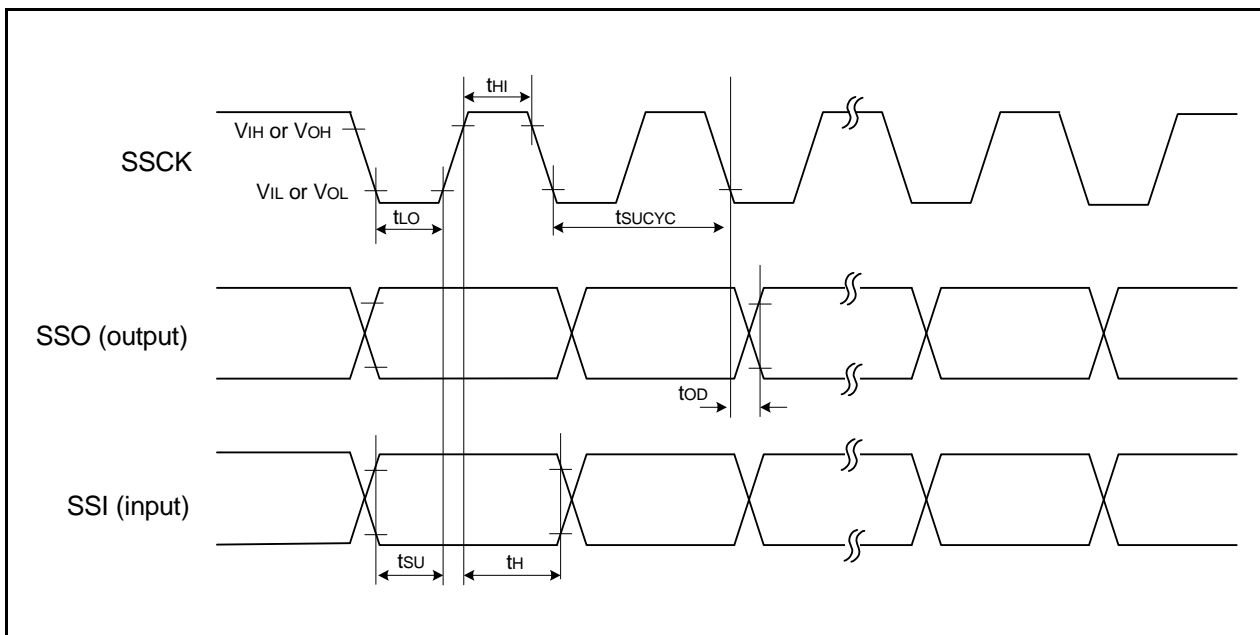 tHI
VIH or VOH
SSCK
VIL or VOL
tLO
tSUCYC
SSO (output)
tOD
SSI (input)
tSU
tH